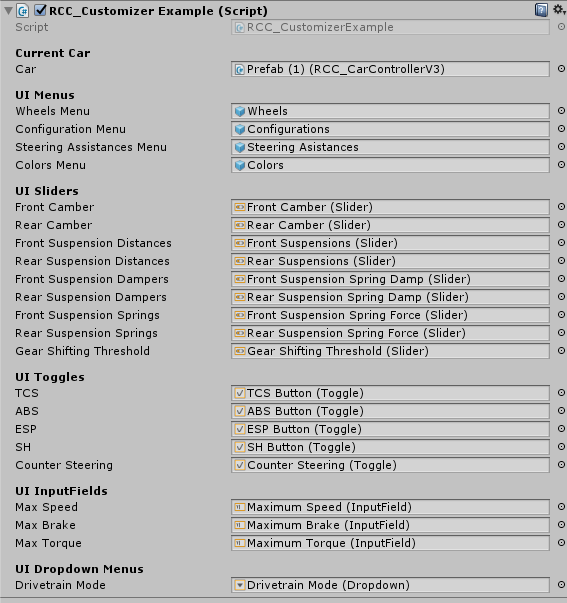 RCC_Customizer Example (Script)
Script RCC_CustomizerExample
Current Car
Car Prefab (1) (RCC_CarControllerV3)
UI Menus
Wheels Menu Wheels
Configuration Menu Configurations
Steering Assistances Menu Steering Asistances
Colors Menu Colors
UI Sliders
Front Camber Front Camber (Slider)
Rear Camber Rear Camber (Slider)
Front Suspension Distances Front Suspensions (Slider)
Rear Suspension Distances Rear Suspensions (Slider)
Front Suspension Dampers Front Suspension Spring Damp (Slider)
Rear Suspension Dampers Rear Suspension Spring Damp (Slider)
Front Suspension Springs Front Suspension Spring Force (Slider)
Rear Suspension Springs Rear Suspension Spring Force (Slider)
Gear Shifting Threshold Gear Shifting Threshold (Slider)
UI Toggles
TCS TCS Button (Toggle)
ABS ABS Button (Toggle)
ESP ESP Button (Toggle)
SH SH Button (Toggle)
Counter Steering Counter Steering (Toggle)
UI InputFields
Max Speed Maximum Speed (InputField)
Max Brake Maximum Brake (InputField)
Max Torque Maximum Torque (InputField)
UI Dropdown Menus
Drivetrain Mode Drivetrain Mode (Dropdown)